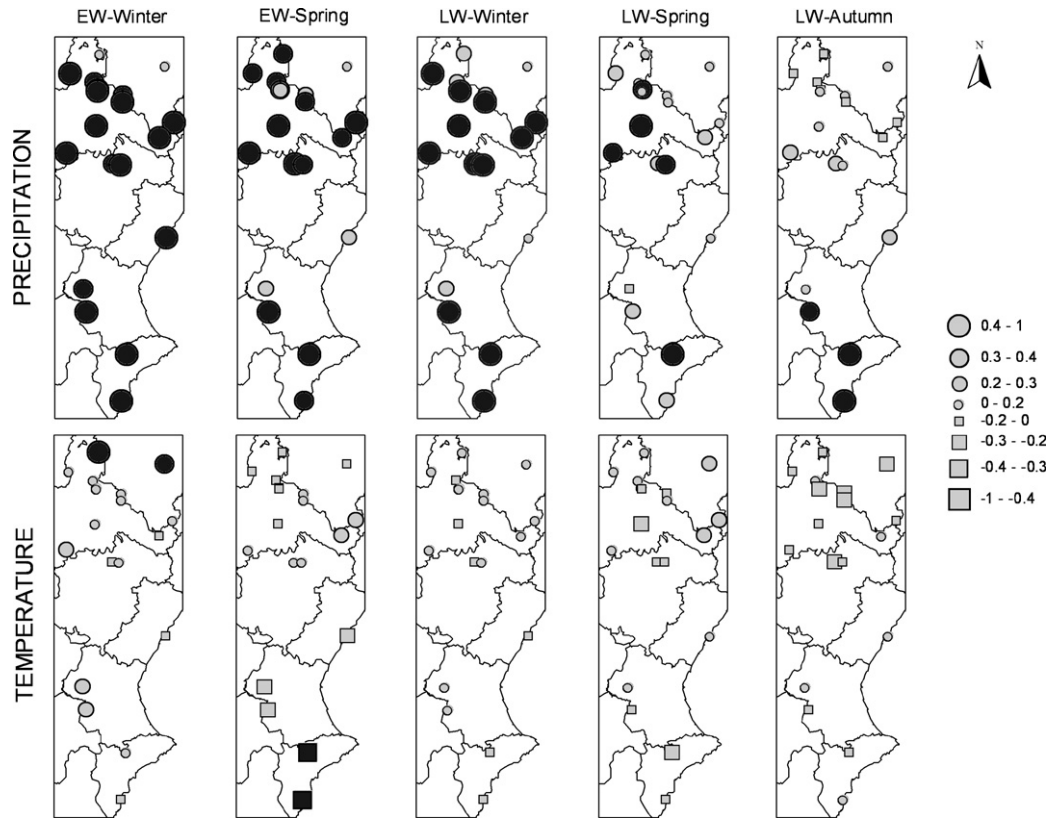 EW-Winter EW-Spring LW-Winter LW-Spring LW-Autumn
N
PRECIPITATION
0.4 - 1
0.3 - 0.4
0.2 - 0.3
0 - 0.2
-0.2 - 0
-0.3 - -0.2
-0.4 - -0.3
-1 - -0.4
TEMPERATURE